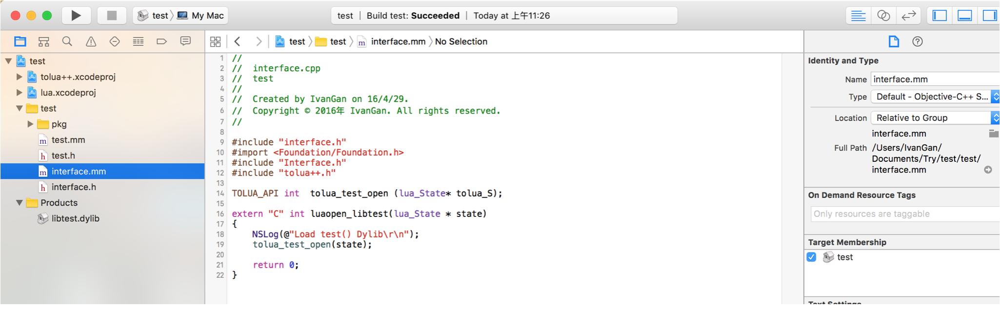 test 〉 My Mac
test | Build test: Succeeded | Today at 上午11:26
test 〉 test 〉 m interface.mm 〉 No Selection
test
tolua++.xcodeproj
lua.xcodeproj
test
pkg
m test.mm
h test.h
m interface.mm
h interface.h
Products
libtest.dylib
1 //
2 //  interface.cpp
3 //  test
4 //
5 //  Created by IvanGan on 16/4/29.
6 //  Copyright © 2016年 IvanGan. All rights reserved.
7 //
8
9 #include "interface.h"
10 #import <Foundation/Foundation.h>
11 #include "Interface.h"
12 #include "tolua++.h"
13
14 TOLUA_API int  tolua_test_open (lua_State* tolua_S);
15
16 extern "C" int luaopen_libtest(lua_State * state)
17 {
18     NSLog(@"Load test() Dylib\r\n");
19     tolua_test_open(state);
20
21     return 0;
22 }
Identity and Type
Name interface.mm
Type Default - Objective-C++ S...
Location Relative to Group
interface.mm
Full Path /Users/IvanGan/
Documents/Try/test/test/
interface.mm
On Demand Resource Tags
Only resources are taggable
Target Membership
test
Text Settings